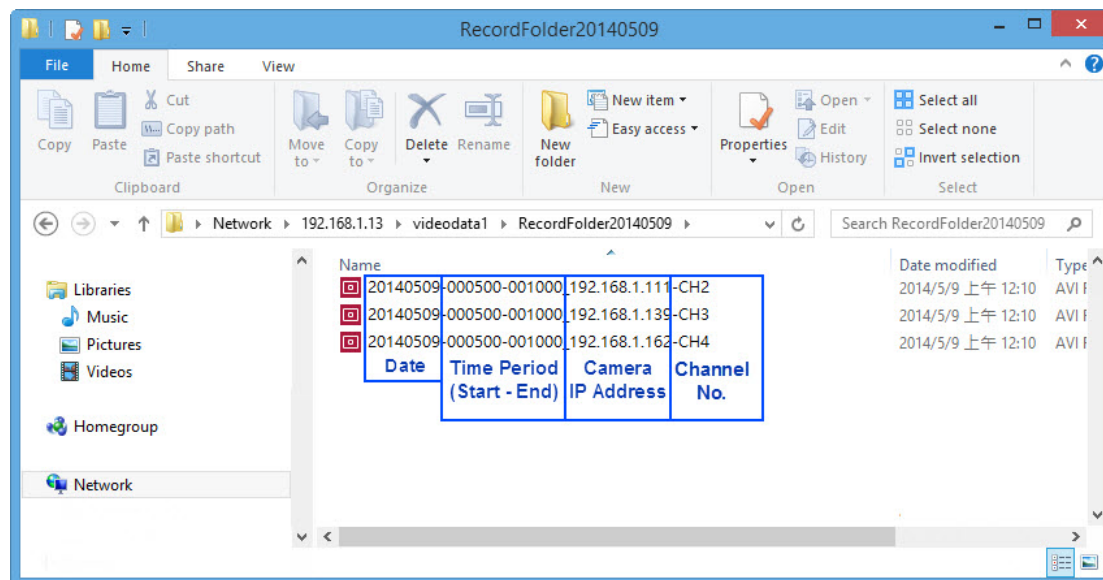 RecordFolder20140509
File Home Share View
Copy
Paste
Cut
Copy path
Paste shortcut
Move to
Copy to
Delete
Rename
New folder
New item
Easy access
Properties
Open
Edit
History
Select all
Select none
Invert selection
Clipboard Organize New Open Select
Network 192.168.1.13 videodata1 RecordFolder20140509
Search RecordFolder20140509
Libraries
Music
Pictures
Videos
Homegroup
Network
Name Date modified Type
20140509-000500-001000_192.168.1.111-CH2 2014/5/9 上午 12:10 AVI F
20140509-000500-001000_192.168.1.139-CH3 2014/5/9 上午 12:10 AVI F
20140509-000500-001000_192.168.1.162-CH4 2014/5/9 上午 12:10 AVI F
Date
Time Period
(Start - End)
Camera
IP Address
Channel
No.